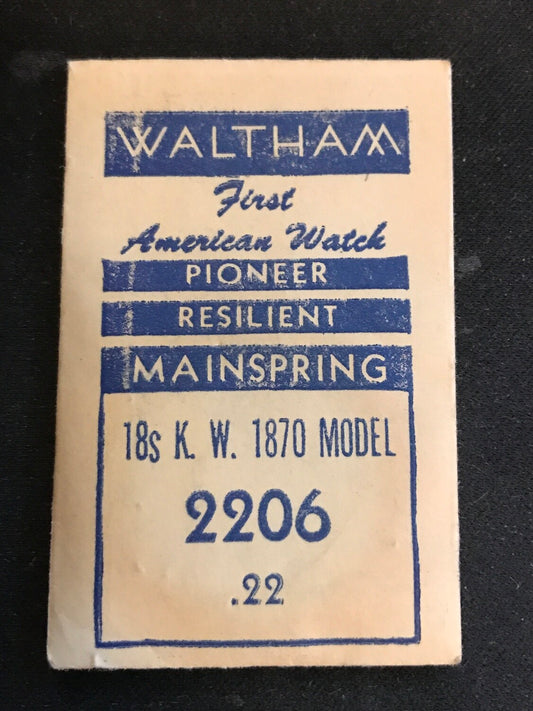 WALTHAM
First
American Watch
PIONEER
RESILIENT
MAINSPRING
18s K. W. 1870 MODEL
2206
.22